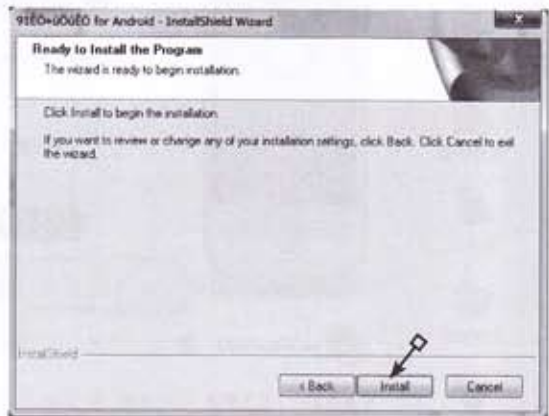 91ÊÖ»úÖúÊÖ for Android - InstallShield Wizard
Ready to Install the Program
The wizard is ready to begin installation.
Click Install to begin the installation.
If you want to review or change any of your installation settings, click Back. Click Cancel to exit
the wizard.
InstallShield
< Back Install Cancel